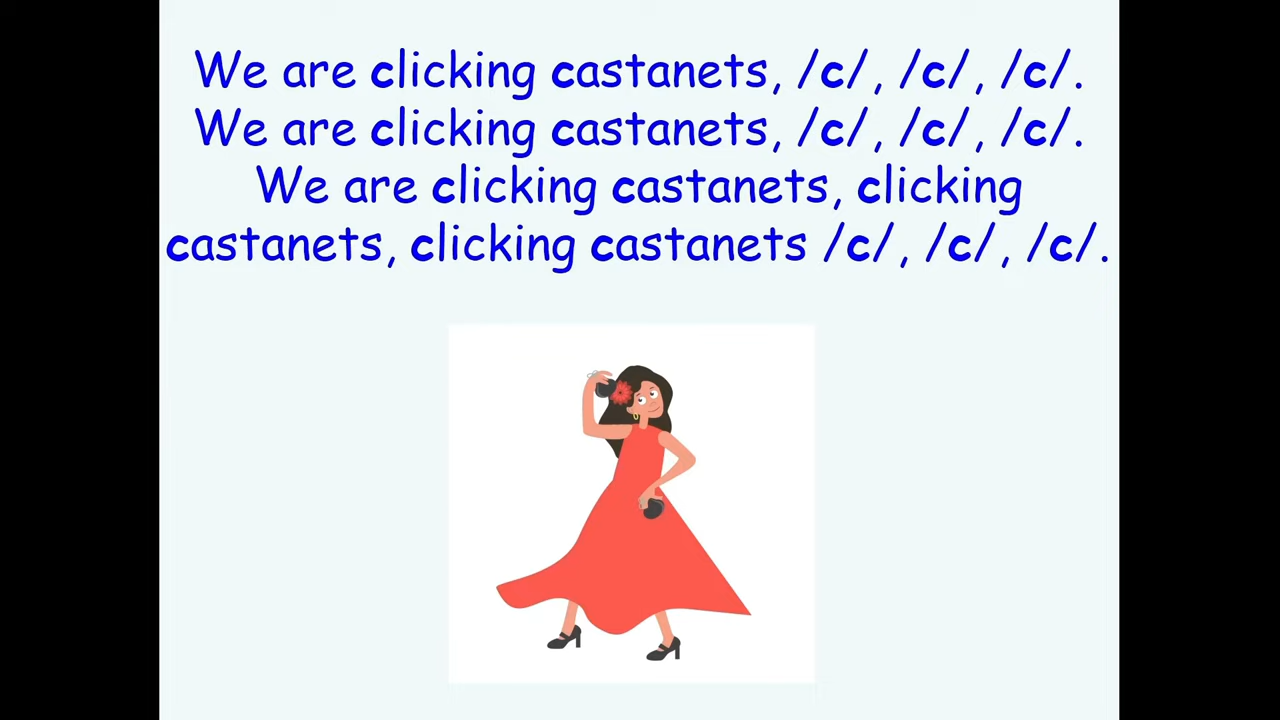 We are clicking castanets, /c/, /c/, /c/.
We are clicking castanets, /c/, /c/, /c/.
We are clicking castanets, clicking
castanets, clicking castanets /c/, /c/, /c/.